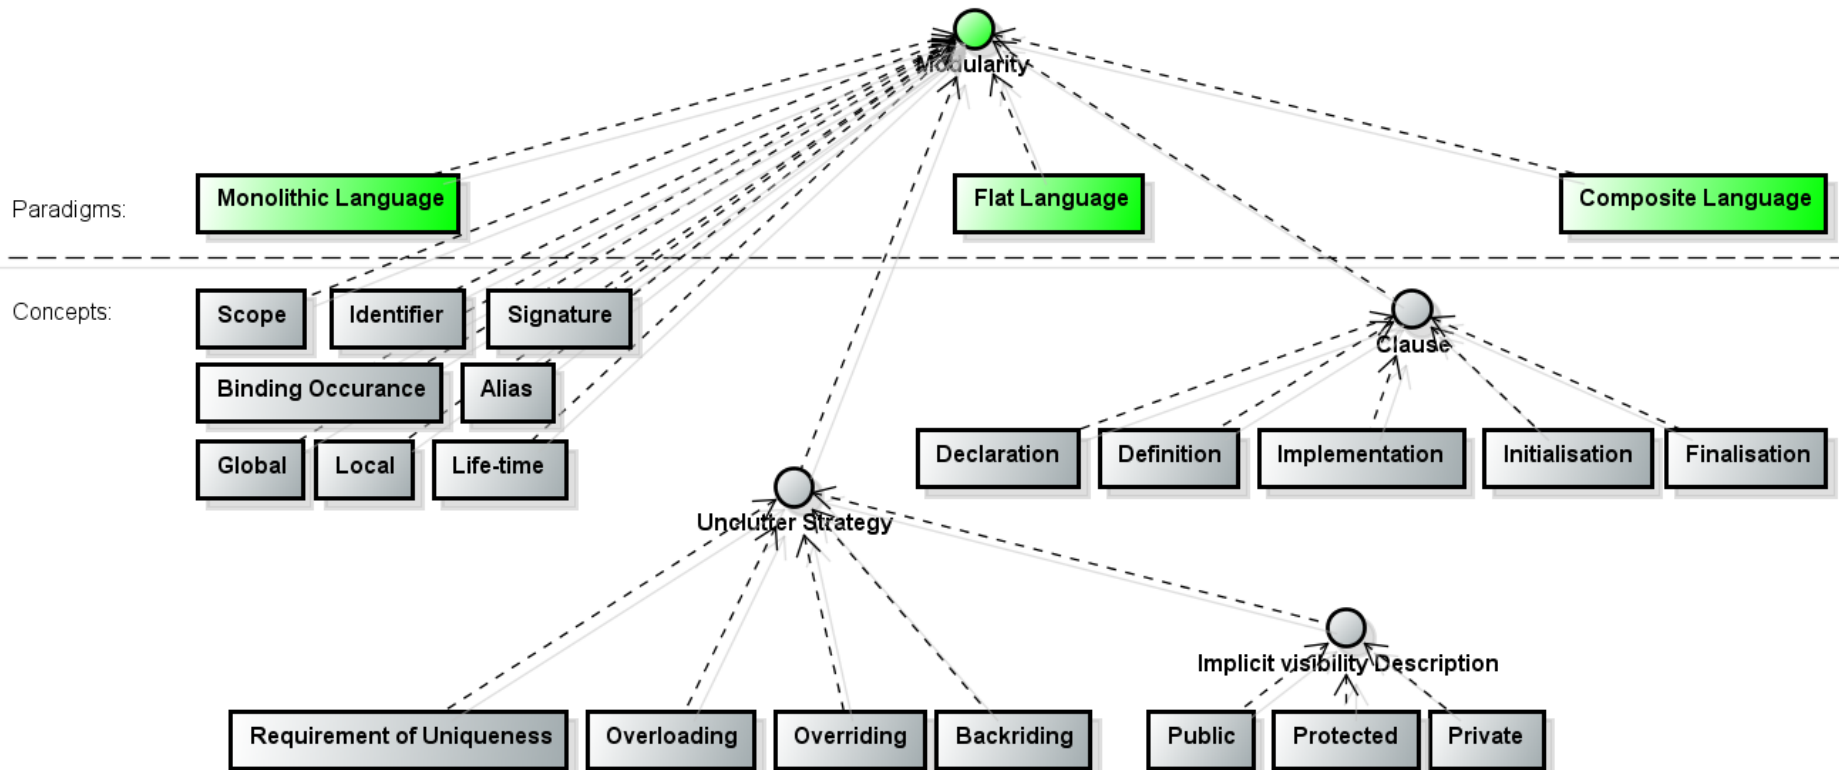 Modularity
Monolithic Language
Flat Language
Composite Language
Paradigms:
Concepts:
Scope
Identifier
Signature
Clause
Binding Occurance
Alias
Global
Local
Life-time
Declaration
Definition
Implementation
Initialisation
Finalisation
Unclutter Strategy
Implicit visibility Description
Requirement of Uniqueness
Overloading
Overriding
Backriding
Public
Protected
Private